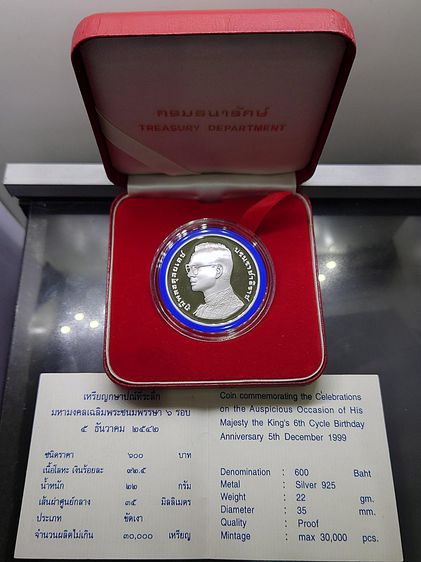 กรมธนารักษ์
TREASURY DEPARTMENT
ภูมิพลอดุลยเดช บรมราชาธิราช
เหรียญกษาปณ์ที่ระลึก
มหามงคลเฉลิมพระชนมพรรษา ๖ รอบ
๕ ธันวาคม ๒๕๔๒
ชนิดราคา ๖๐๐ บาท
เนื้อโลหะ เงินร้อยละ ๙๒.๕
น้ำหนัก ๒๒ กรัม
เส้นผ่าศูนย์กลาง ๓๕ มิลลิเมตร
ประเภท ขัดเงา
จำนวนผลิตไม่เกิน ๓๐,๐๐๐ เหรียญ
Coin commemorating the Celebrations
on the Auspicious Occasion of His
Majesty the King's 6th Cycle Birthday
Anniversary 5th December 1999
Denomination : 600 Baht
Metal : Silver 925
Weight : 22 gm.
Diameter : 35 mm.
Quality : Proof
Mintage : max 30,000 pcs.